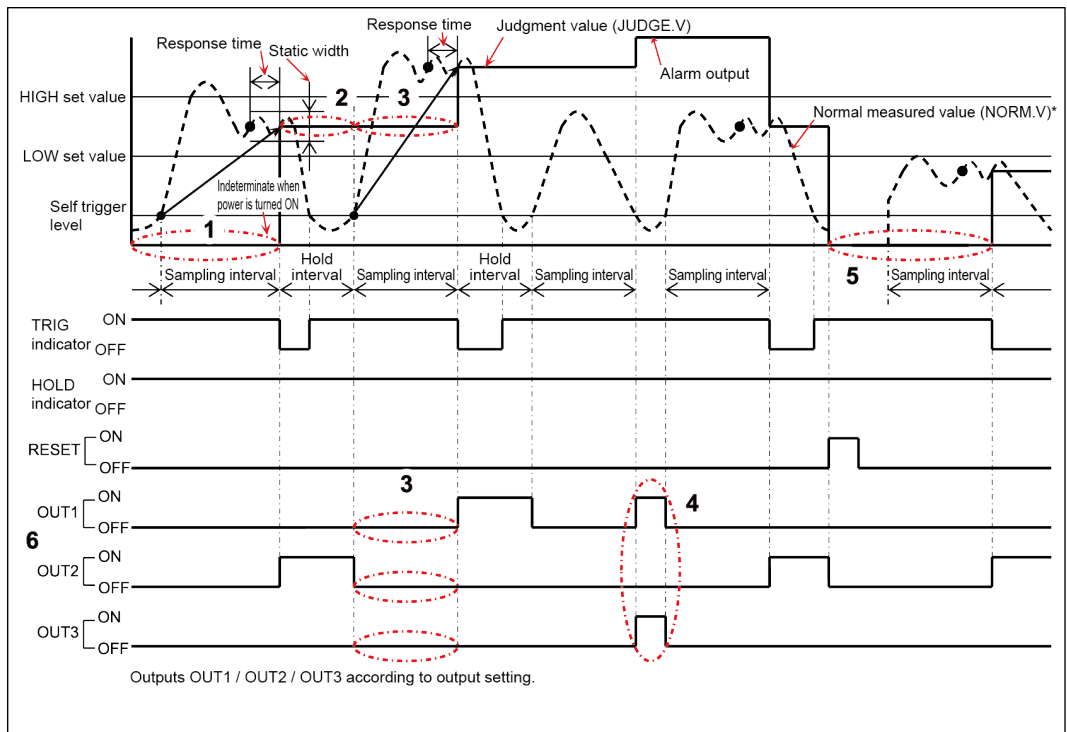 Response time
Judgment value (JUDGE.V)
Response time
Static width
Alarm output
HIGH set value
2
3
Normal measured value (NORM.V)*
LOW set value
Indeterminate when
power is turned ON
Self trigger
level
1
Sampling interval
Hold
interval
Sampling interval
Hold
interval
Sampling interval
Sampling interval
5
Sampling interval
TRIG
indicator
ON
OFF
HOLD
indicator
ON
OFF
RESET
ON
OFF
3
OUT1
ON
OFF
4
6
OUT2
ON
OFF
OUT3
ON
OFF
Outputs OUT1 / OUT2 / OUT3 according to output setting.